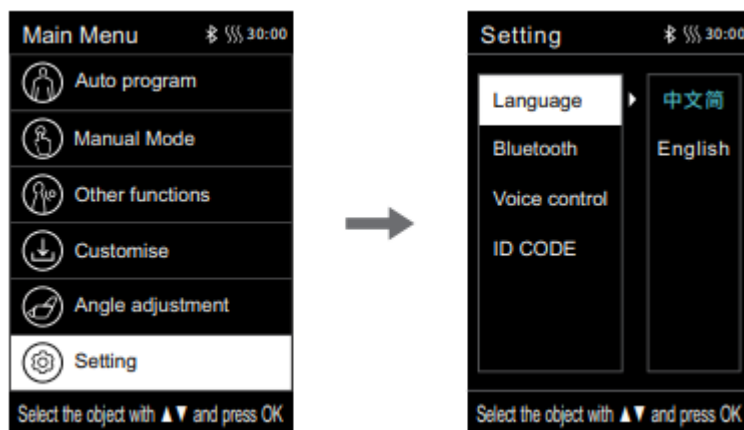 Main Menu 30:00
Auto program
Manual Mode
Other functions
Customise
Angle adjustment
Setting
Select the object with ▲▼ and press OK
Setting 30:00
Language
Bluetooth
Voice control
ID CODE
中文简
English
Select the object with ▲▼ and press OK